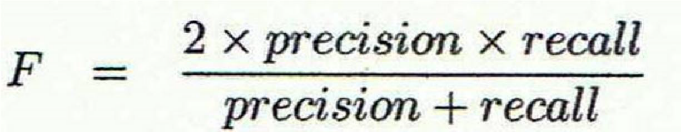 F = 2 × precision × recall
precision + recall